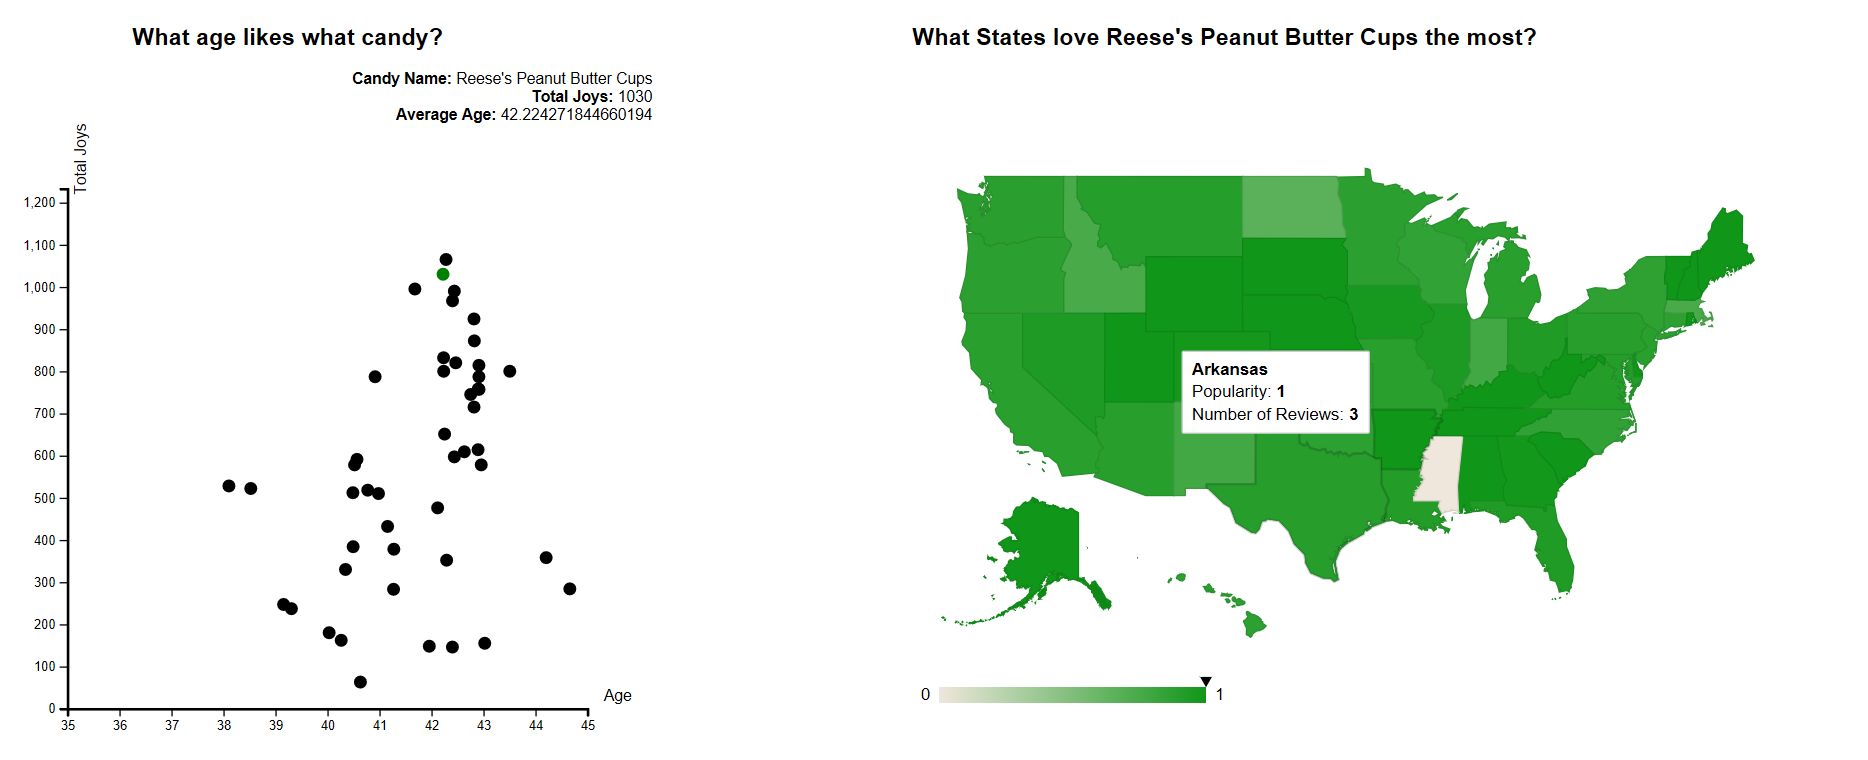 What age likes what candy?
Candy Name: Reese's Peanut Butter Cups
Total Joys: 1030
Average Age: 42.224271844660194
Total Joys
1,200
1,100
1,000
900
800
700
600
500
400
300
200
100
0
35 36 37 38 39 40 41 42 43 44 45
Age
What States love Reese's Peanut Butter Cups the most?
Arkansas
Popularity: 1
Number of Reviews: 3
0 1